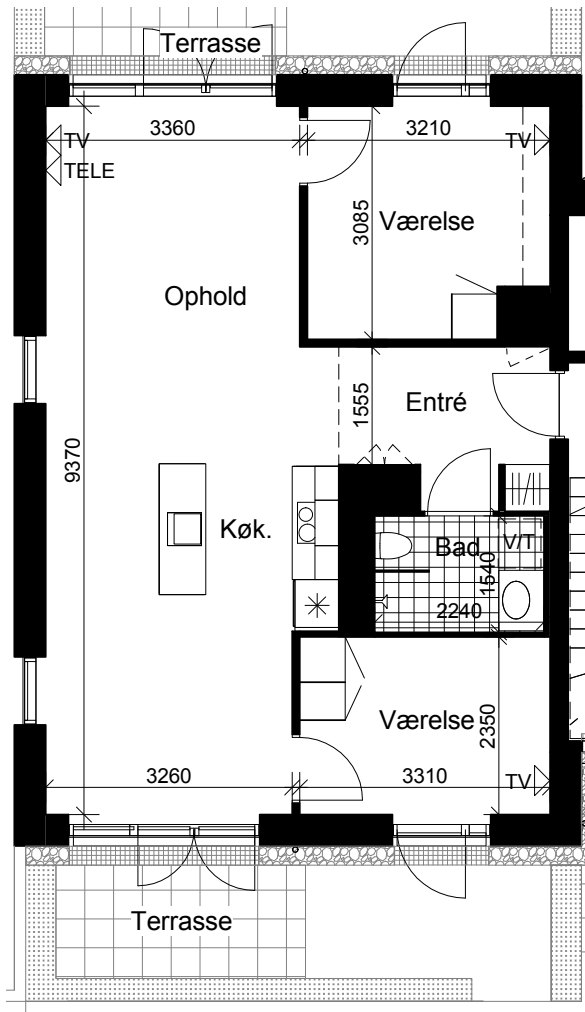 Terrasse
3360
3210
TV
TV
TELE
3085
Værelse
Ophold
1555
Entré
9370
Køk.
Bad
V/T
1540
2240
Værelse
2350
3260
3310
TV
Terrasse